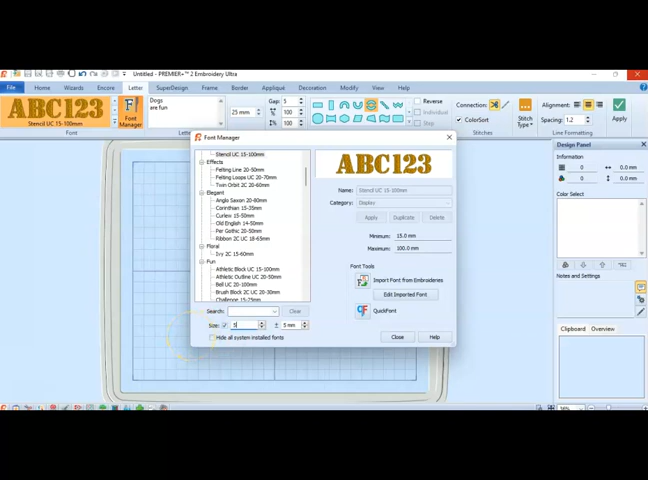 Untitled - PREMIER+™ 2 Embroidery Ultra
File Home Wizards Encore Letter SuperDesign Frame Border Appliqué Decoration Modify View Help
ABC123
Stencil UC 15-100mm
Font
Font Manager
Dogs
are fun
Gap: 5
100
100
25 mm
Reverse
Individual
Connection:
ColorSort
Stitches
Stitch Type
Alignment:
Spacing: 1.2
Line Formatting
Apply
Font Manager
Stencil UC 15-100mm
Effects
Felting Line 20-50mm
Felting Loops UC 20-70mm
Twin Orbit 2C 20-60mm
Elegant
Anglo Saxon 20-80mm
Corinthian 15-35mm
Curlew 15-50mm
Old English 14-50mm
Per Gothic 20-50mm
Ribbon 2C UC 18-65mm
Floral
Ivy 2C 15-60mm
Fun
Athletic Block UC 15-100mm
Athletic Outline UC 20-50mm
Bell UC 20-100mm
Brush Block 2C UC 20-30mm
Challenge 15-25mm
Search:
Clear
Size: 5
± 5 mm
Hide all system installed fonts
ABC123
Name: Stencil UC 15-100mm
Category: Display
Apply Duplicate Delete
Minimum: 15.0 mm
Maximum: 100.0 mm
Font Tools
Import Font from Embroideries
Edit Imported Font
QuickFont
Close Help
Design Panel
Information
0 0.0 mm
0 0.0 mm
Color Select
Notes and Settings
Clipboard Overview